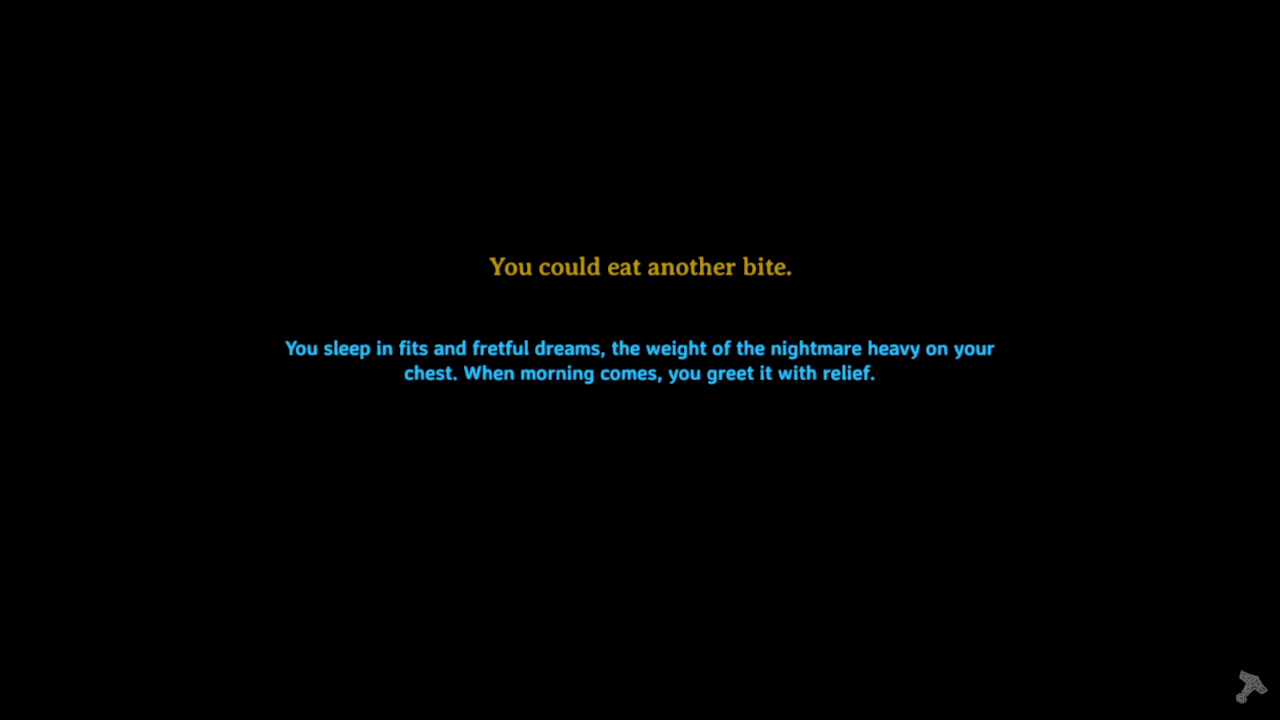 You could eat another bite.
You sleep in fits and fretful dreams, the weight of the nightmare heavy on your
chest. When morning comes, you greet it with relief.